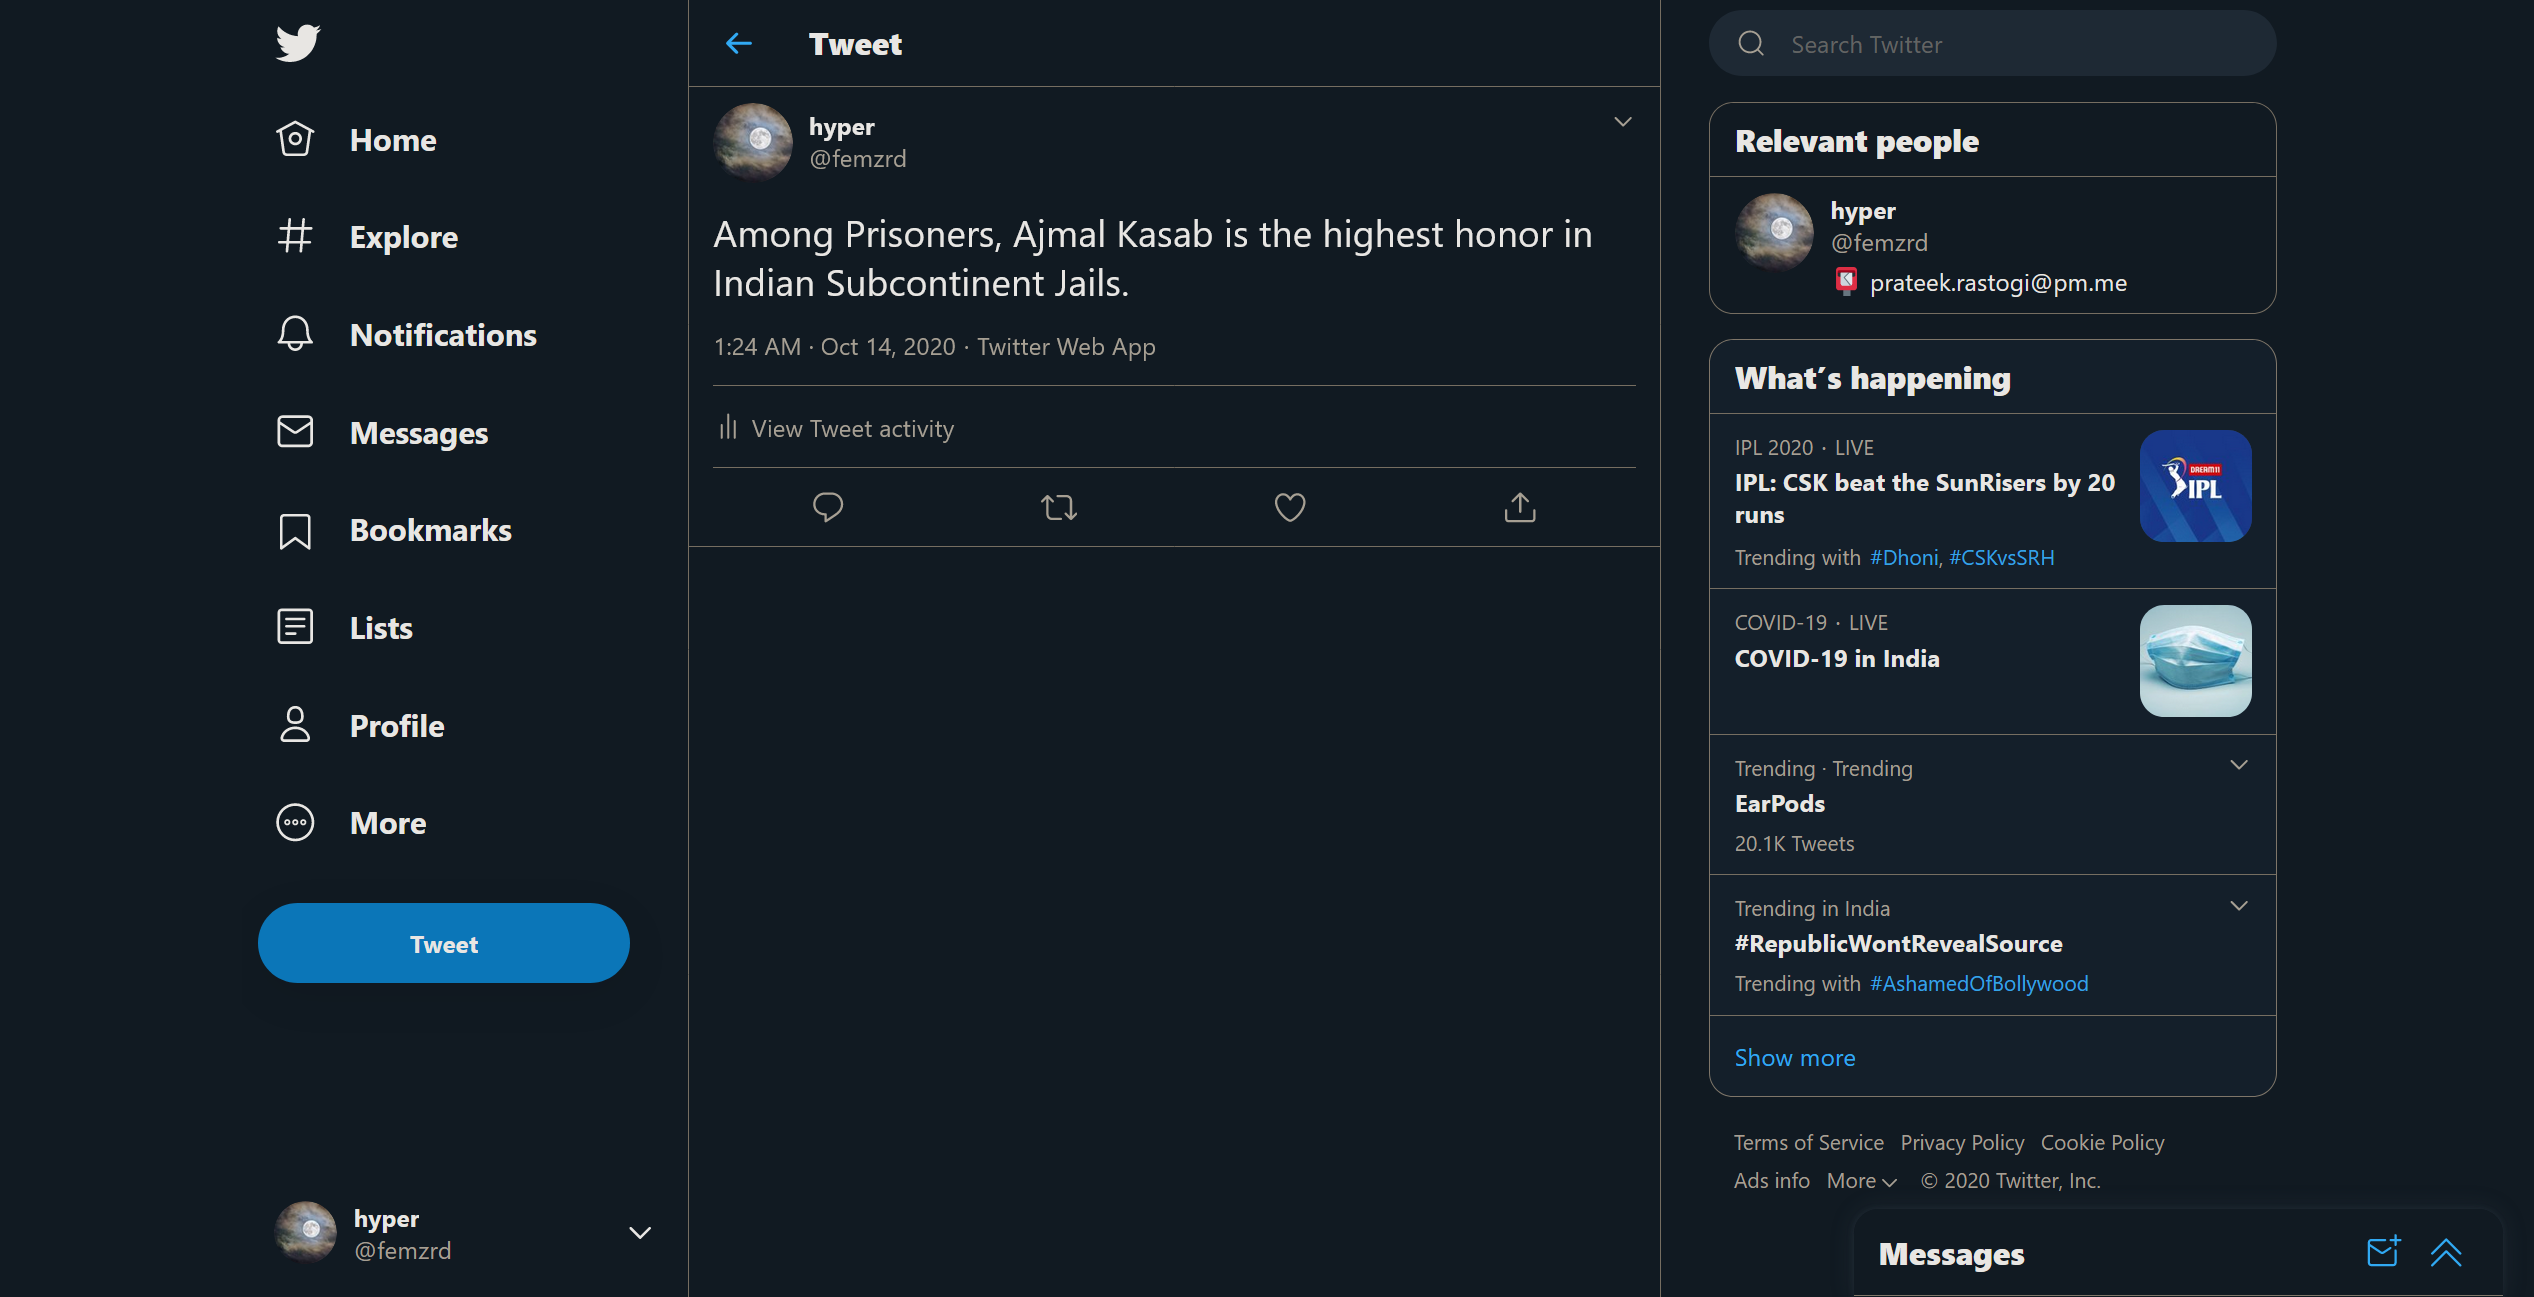 Home
Explore
Notifications
Messages
Bookmarks
Lists
Profile
More
Tweet
hyper
@femzrd
Tweet
hyper
@femzrd
Among Prisoners, Ajmal Kasab is the highest honor in
Indian Subcontinent Jails.
1:24 AM · Oct 14, 2020 · Twitter Web App
View Tweet activity
Search Twitter
Relevant people
hyper
@femzrd
prateek.rastogi@pm.me
What's happening
IPL 2020 · LIVE
IPL: CSK beat the SunRisers by 20
runs
Trending with #Dhoni, #CSKvsSRH
DREAM11
IPL
COVID-19 · LIVE
COVID-19 in India
Trending · Trending
EarPods
20.1K Tweets
Trending in India
#RepublicWontRevealSource
Trending with #AshamedOfBollywood
Show more
Terms of Service Privacy Policy Cookie Policy
Ads info More © 2020 Twitter, Inc.
Messages